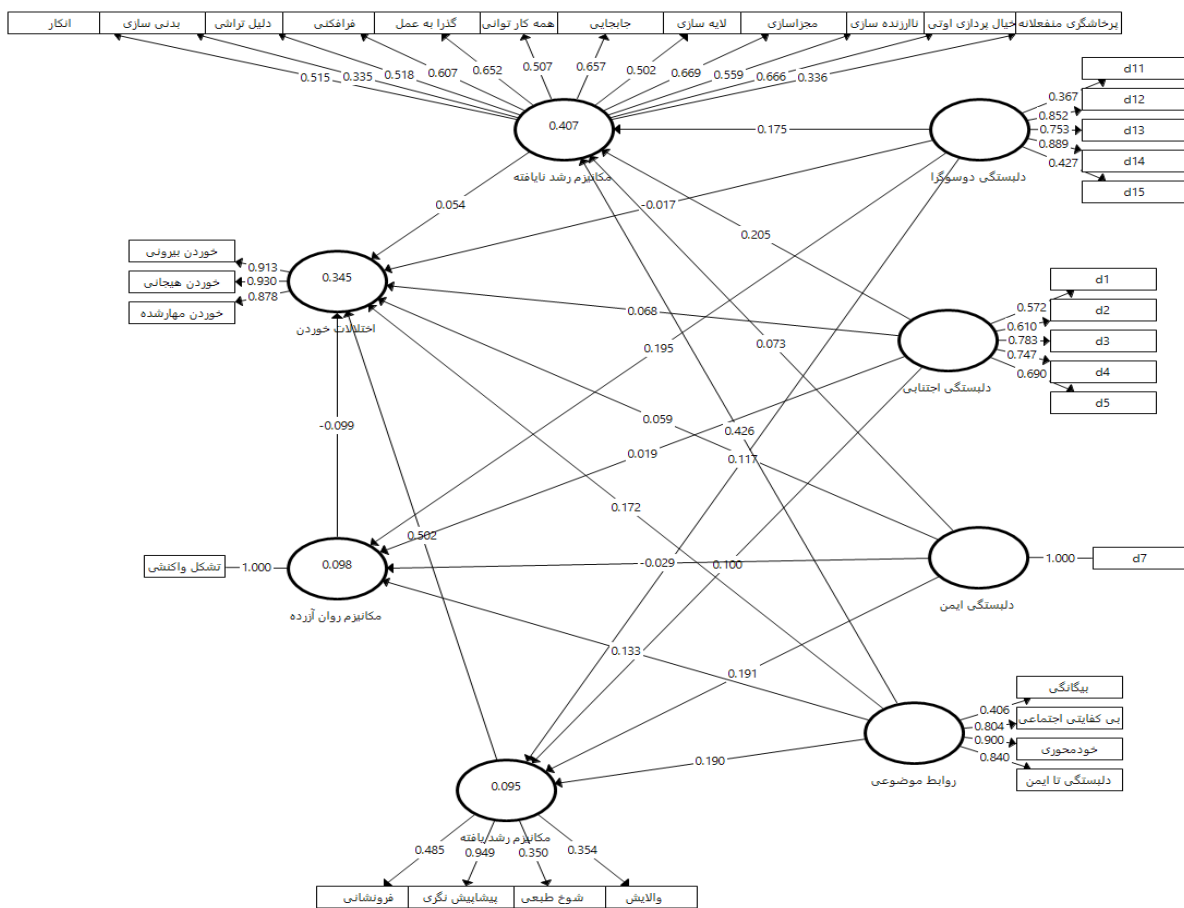 انکار
بدنی سازی
دلیل تراشی
فرافکنی
گذرا به عمل
همه کار توانی
جابجایی
لایه سازی
مجزاسازی
ناارزنده سازی
خیال پردازی اوتی
پرخاشگری منفعلانه
0.515
0.335
0.518
0.607
0.652
0.507
0.657
0.502
0.669
0.559
0.666
0.336
0.407
مکانیزم رشد نایافته
0.175
d11
d12
d13
d14
d15
0.367
0.852
0.753
0.889
0.427
دلبستگی دوسوگرا
0.054
-0.017
0.205
خوردن بیرونی
خوردن هیجانی
خوردن مهارشده
0.913
0.930
0.878
0.345
اختلالات خوردن
0.068
0.195
0.073
d1
d2
d3
d4
d5
0.572
0.610
0.783
0.747
0.690
دلبستگی اجتنابی
-0.099
0.059
0.426
0.117
0.019
0.172
0.502
تشکل واکنشی
1.000
0.098
مکانیزم روان آزرده
-0.029
0.100
1.000
d7
دلبستگی ایمن
0.133
0.191
0.190
بیگانگی
بی کفایتی اجتماعی
خودمحوری
دلبستگی تا ایمن
0.406
0.804
0.900
0.840
روابط موضوعی
0.095
مکانیزم رشد یافته
0.485
0.949
0.350
0.354
فرونشانی
پیشاپیش نگری
شوخ طبعی
والایش